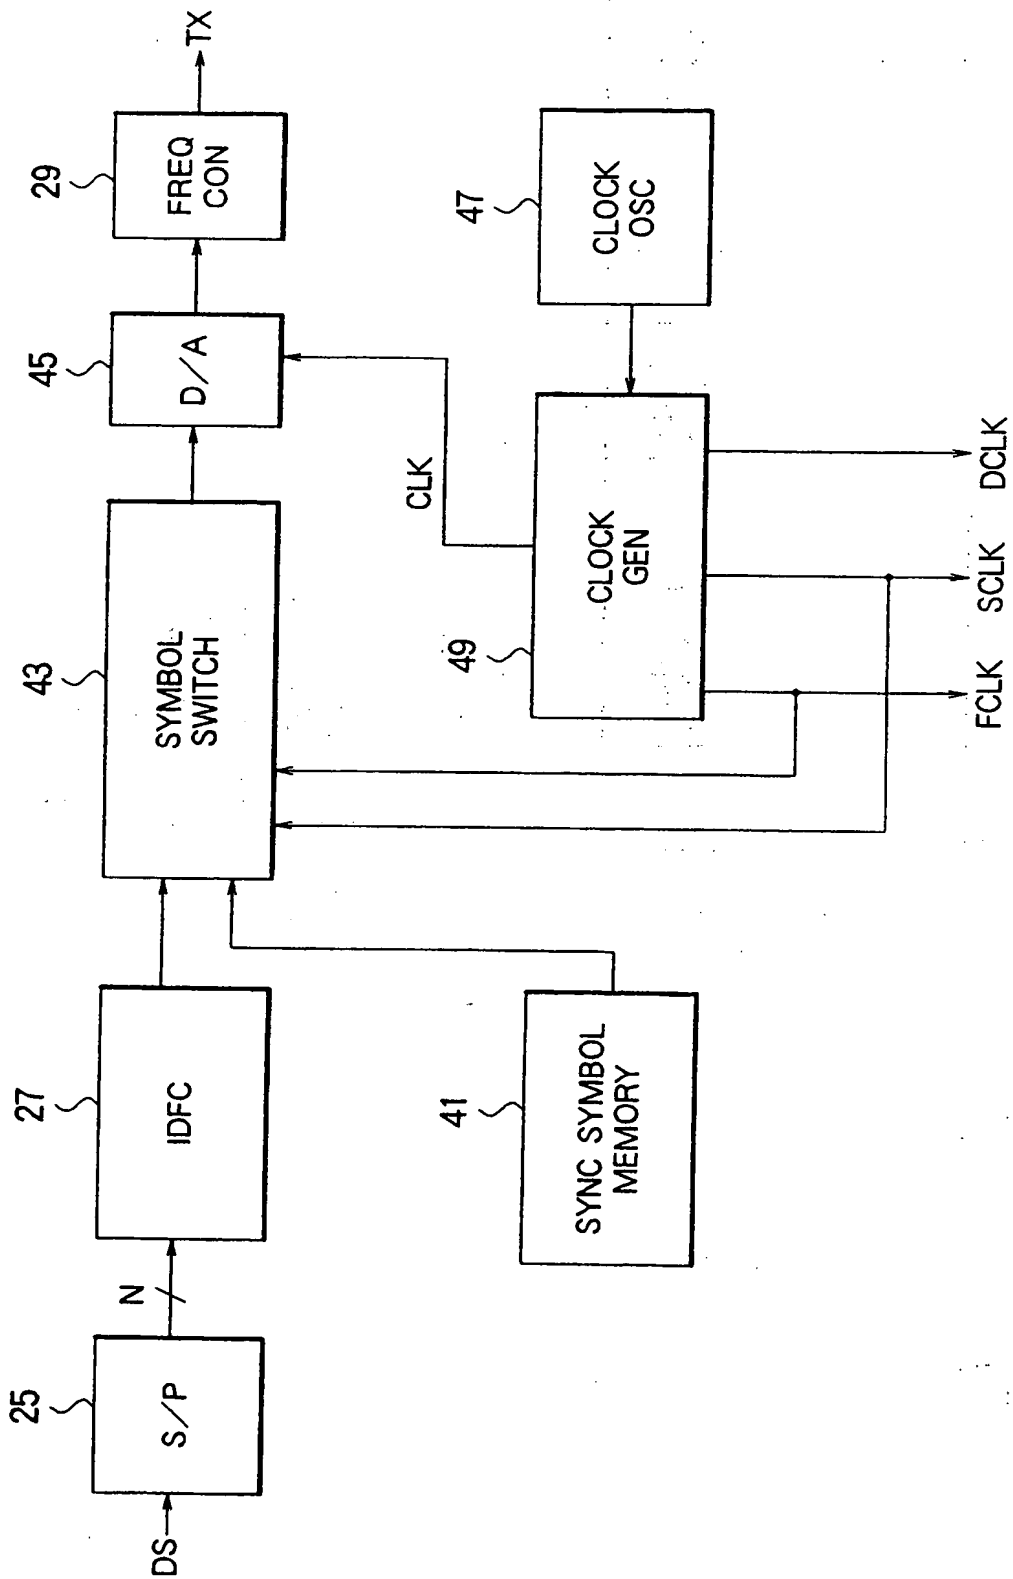 DS
25
S/P
N
27
IDFC
43
SYMBOL
SWITCH
45
D/A
29
FREQ
CON
TX
41
SYNC SYMBOL
MEMORY
49
CLOCK
GEN
CLK
47
CLOCK
OSC
FCLK
SCLK
DCLK